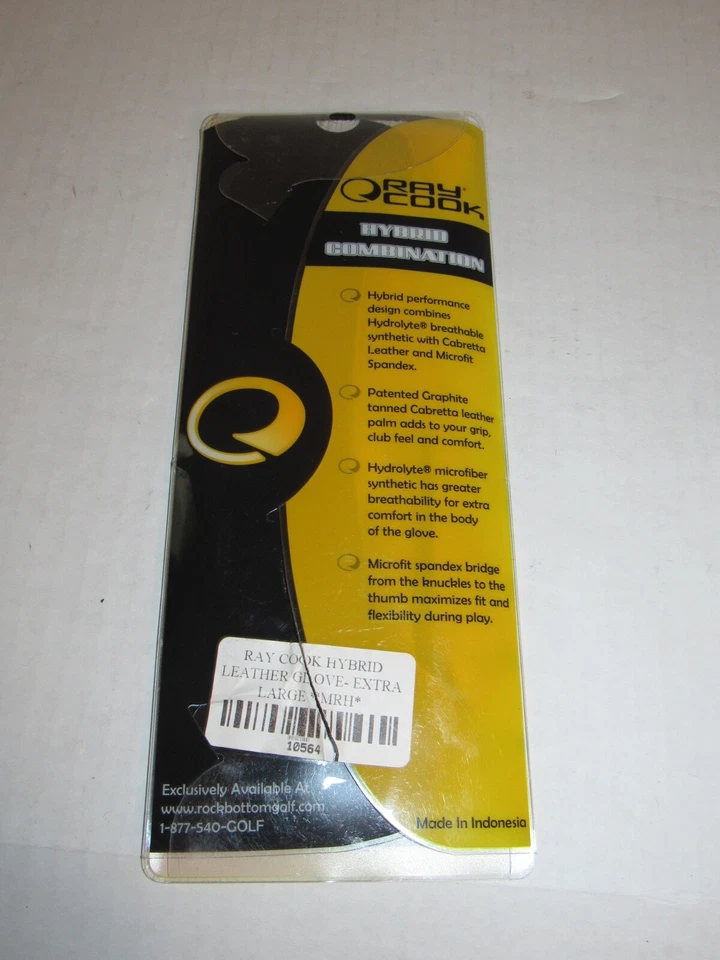 RAY®
COOK
HYBRID
COMBINATION
Hybrid performance
design combines
Hydrolyte® breathable
synthetic with Cabretta
Leather and Microfit
Spandex.
Patented Graphite
tanned Cabretta leather
palm adds to your grip,
club feel and comfort.
Hydrolyte® microfiber
synthetic has greater
breathability for extra
comfort in the body
of the glove.
Microfit spandex bridge
from the knuckles to the
thumb maximizes fit and
flexibility during play.
RAY COOK HYBRID
LEATHER GLOVE- EXTRA
LARGE *MRH*
10564
Exclusively Available At
www.rockbottomgolf.com
1-877-540-GOLF
Made In Indonesia